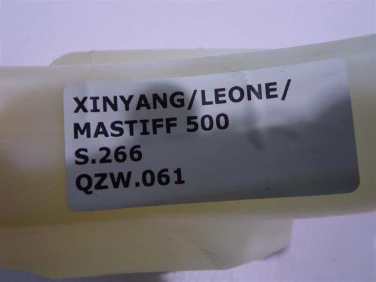 XINYANG/LEONE/
MASTIFF 500
S.266
QZW.061